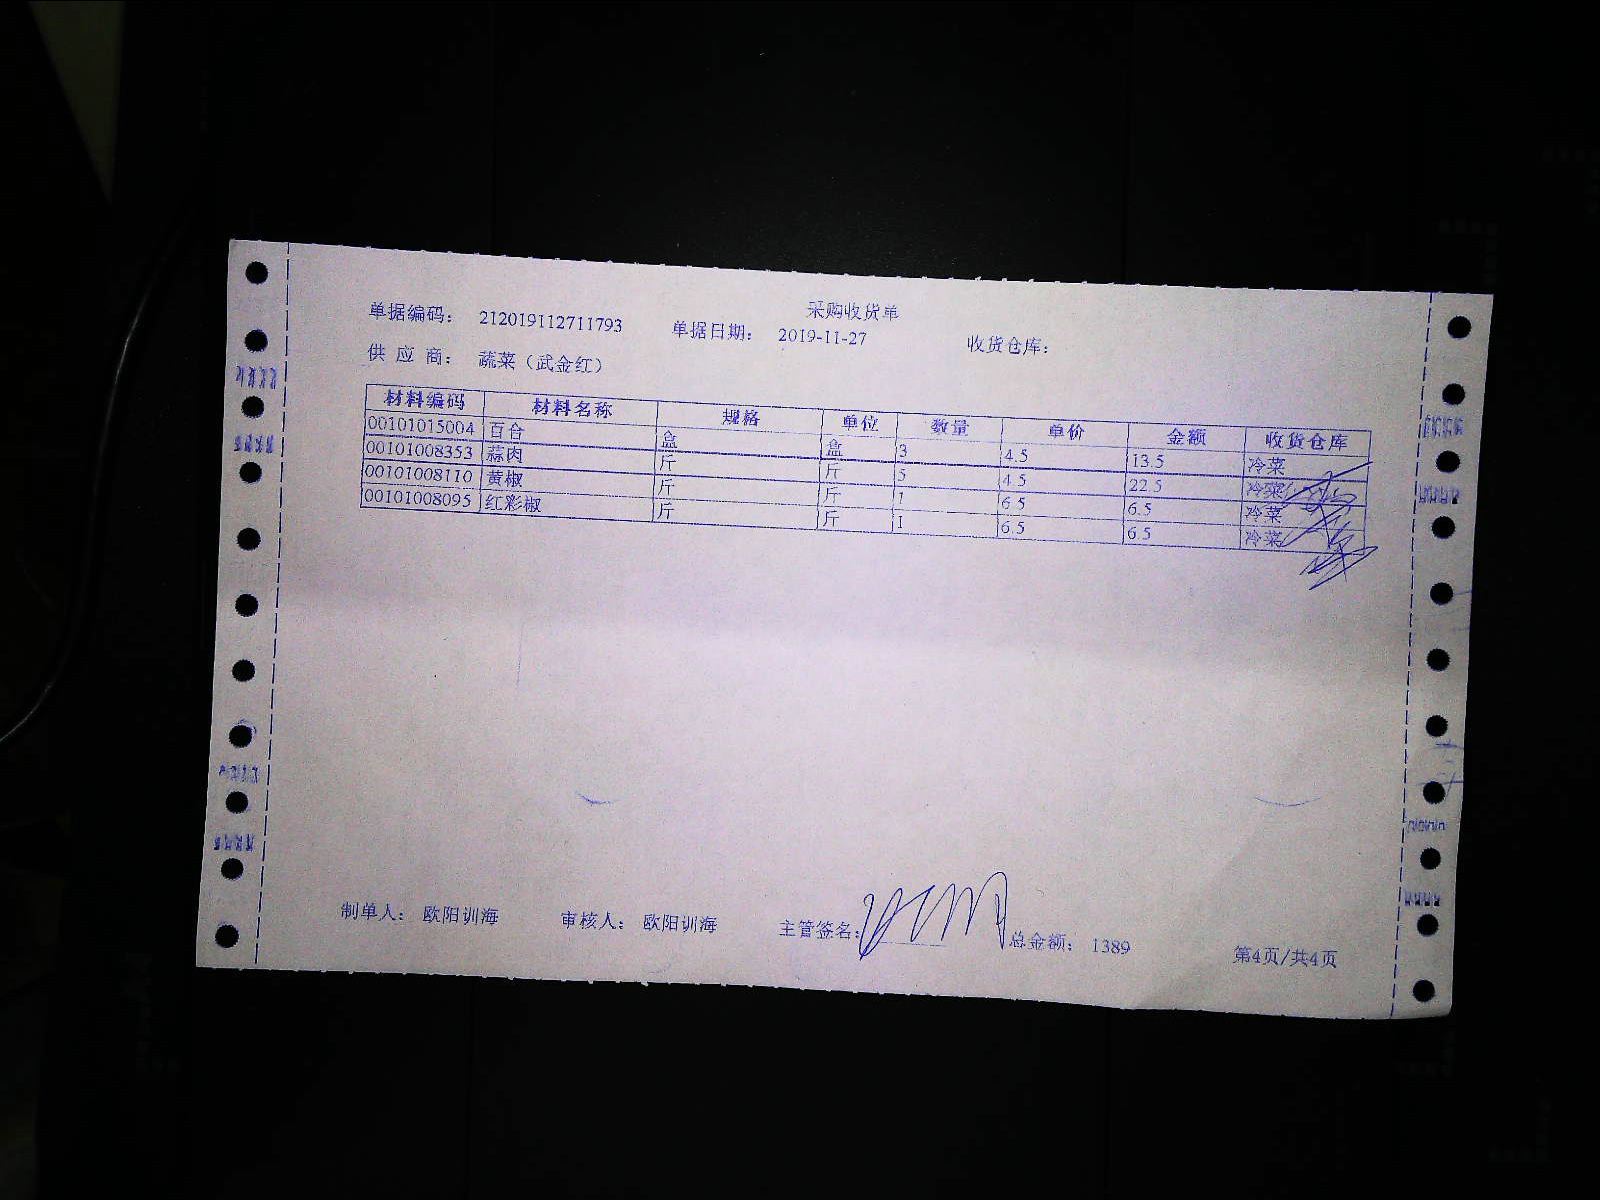 采购收货单
单据编码： 212019112711793 单据日期： 2019-11-27 收货仓库：
供 应 商： 蔬菜（武金红）
材料编码 材料名称 规格 单位 数量 单价 金额 收货仓库
00101015004 百合 盒 盒 3 4.5 13.5 冷菜
00101008353 蒜肉 斤 斤 5 4.5 22.5 冷菜
00101008110 黄椒 斤 斤 1 6.5 6.5 冷菜
00101008095 红彩椒 斤 斤 1 6.5 6.5 冷菜
制单人： 欧阳训海 审核人： 欧阳训海 主管签名： 总金额： 1389 第4页/共4页